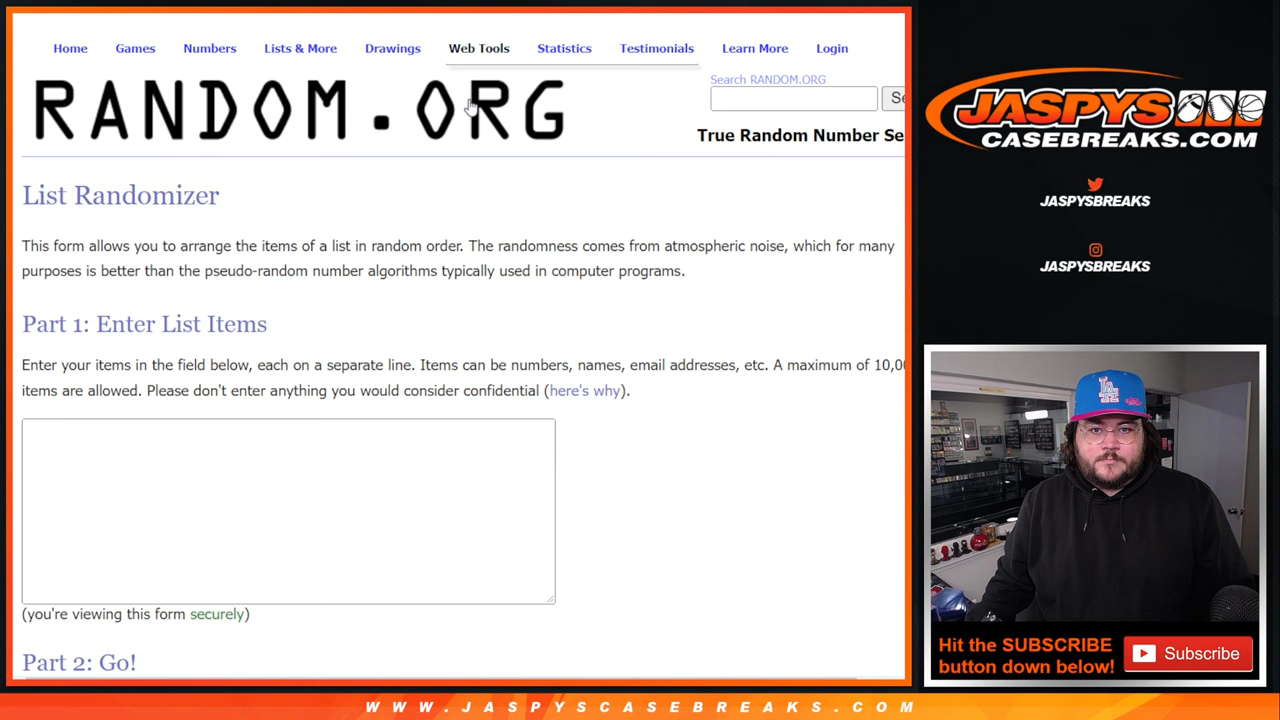 Home Games Numbers Lists & More Drawings Web Tools Statistics Testimonials Learn More Login
RANDOM.ORG
Search RANDOM.ORG
Se
True Random Number Se
List Randomizer
This form allows you to arrange the items of a list in random order. The randomness comes from atmospheric noise, which for many
purposes is better than the pseudo-random number algorithms typically used in computer programs.
Part 1: Enter List Items
Enter your items in the field below, each on a separate line. Items can be numbers, names, email addresses, etc. A maximum of 10,00
items are allowed. Please don't enter anything you would consider confidential (here's why).
(you're viewing this form securely)
Part 2: Go!
JASPYS
CASEBREAKS.COM
JASPYSBREAKS
JASPYSBREAKS
LA
Hit the SUBSCRIBE
button down below!
Subscribe
WWW.JASPYSCASEBREAKS.COM